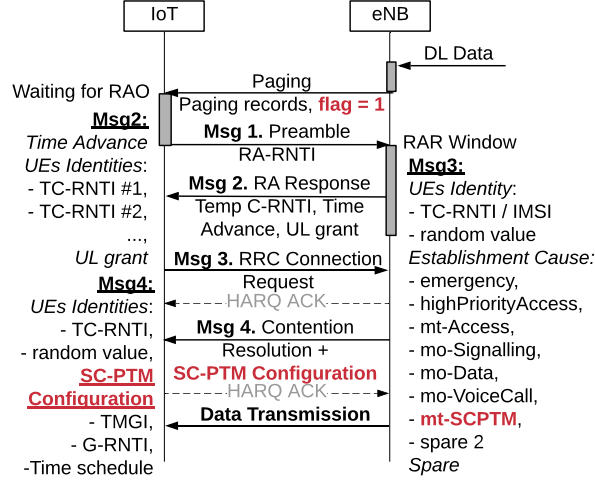 IoT
eNB
DL Data
Paging
Waiting for RAO
Paging records, flag = 1
Msg2:
Time Advance
UEs Identities:
- TC-RNTI #1,
- TC-RNTI #2,
...,
UL grant
Msg 1. Preamble
RA-RNTI
RAR Window
Msg 2. RA Response
Temp C-RNTI, Time
Advance, UL grant
Msg3:
UEs Identity:
- TC-RNTI / IMSI
- random value
Establishment Cause:
- emergency,
- highPriorityAccess,
- mt-Access,
- mo-Signalling,
- mo-Data,
- mo-VoiceCall,
- mt-SCPTM,
- spare 2
Spare
Msg 3. RRC Connection
Request
HARQ ACK
Msg4:
UEs Identities:
- TC-RNTI,
- random value,
SC-PTM
Configuration
- TMGI,
- G-RNTI,
-Time schedule
Msg 4. Contention
Resolution +
SC-PTM Configuration
HARQ ACK
Data Transmission